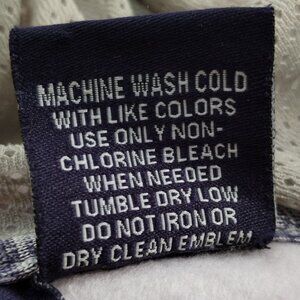 MACHINE WASH COLD
WITH LIKE COLORS
USE ONLY NON-
CHLORINE BLEACH
WHEN NEEDED
TUMBLE DRY LOW
DO NOT IRON OR
DRY CLEAN EMBLEM